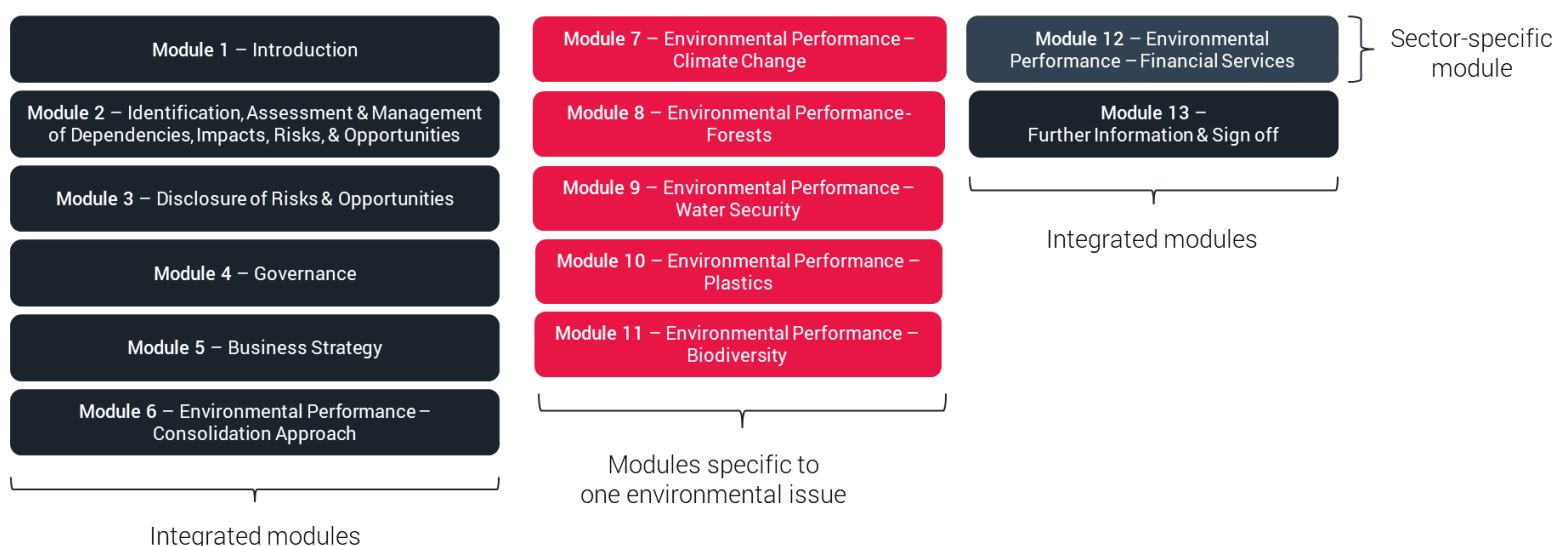 Module 1 – Introduction
Module 2 – Identification, Assessment & Management
of Dependencies, Impacts, Risks, & Opportunities
Module 3 – Disclosure of Risks & Opportunities
Module 4 – Governance
Module 5 – Business Strategy
Module 6 – Environmental Performance –
Consolidation Approach
Integrated modules
Module 7 – Environmental Performance –
Climate Change
Module 8 – Environmental Performance-
Forests
Module 9 – Environmental Performance –
Water Security
Module 10 – Environmental Performance –
Plastics
Module 11 – Environmental Performance –
Biodiversity
Modules specific to
one environmental issue
Module 12 – Environmental
Performance – Financial Services
Module 13 –
Further Information & Sign off
Integrated modules
Sector-specific
module